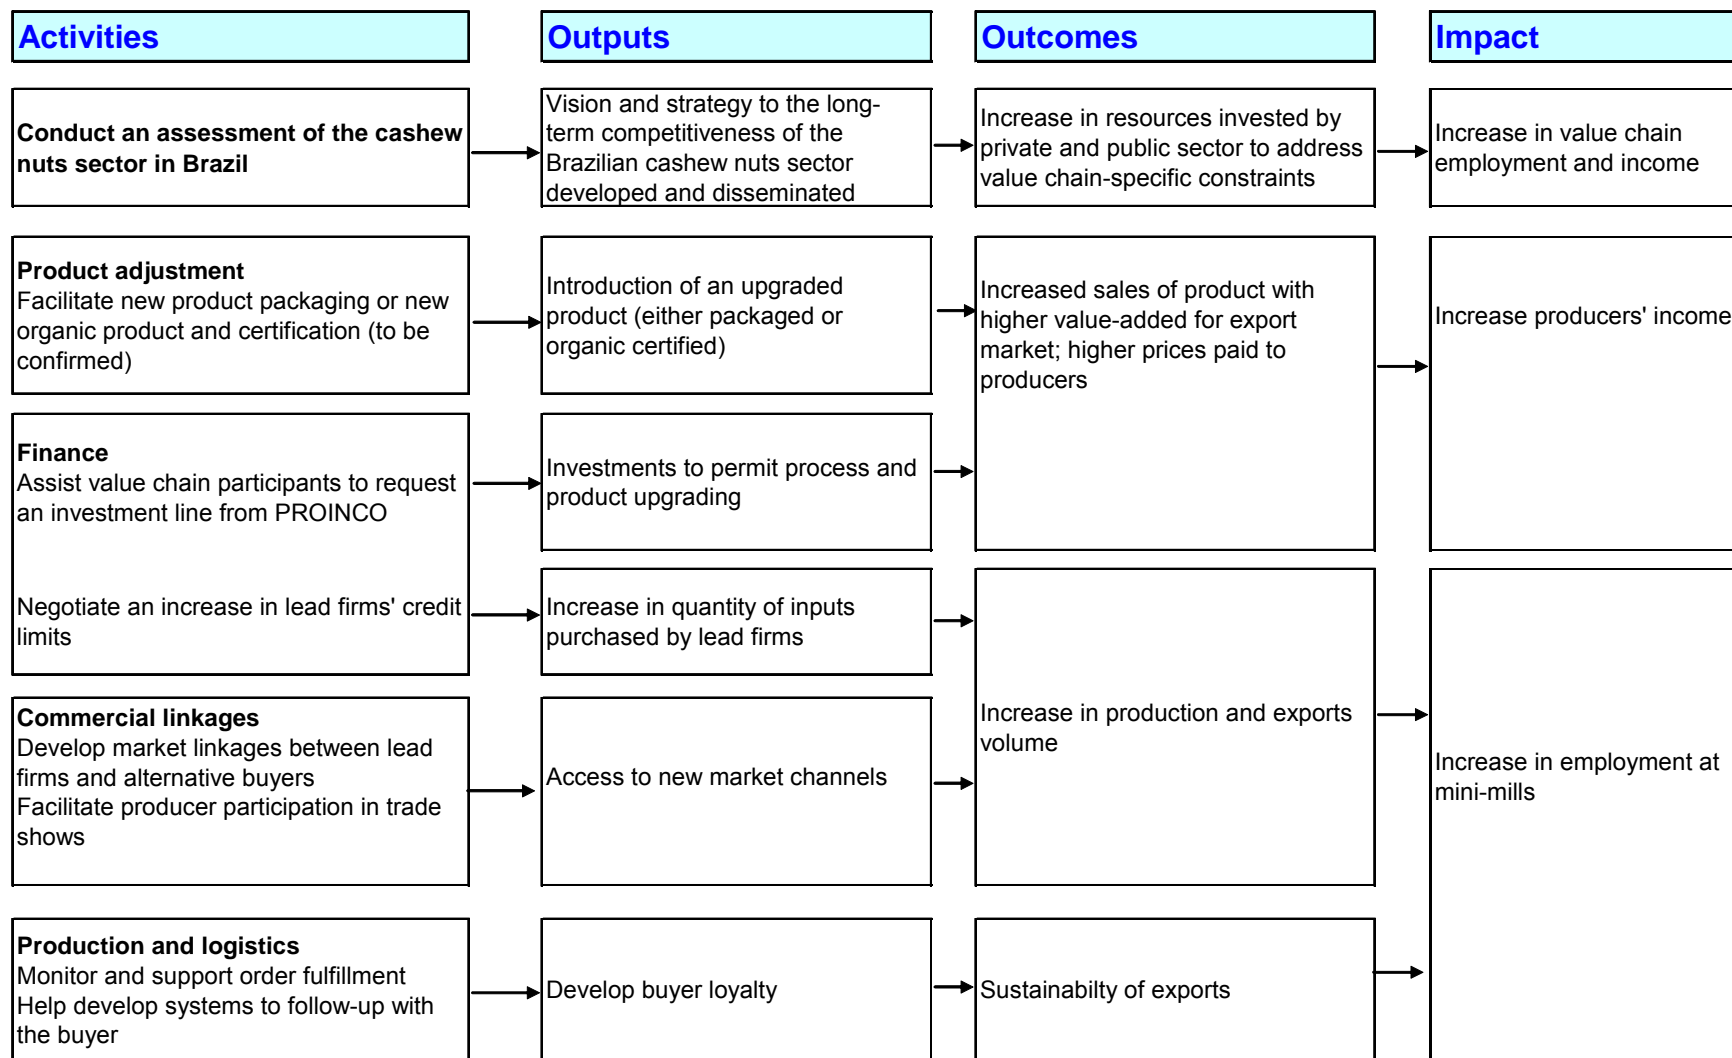 Activities
Outputs
Outcomes
Impact
Conduct an assessment of the cashew
nuts sector in Brazil
Vision and strategy to the long-
term competitiveness of the
Brazilian cashew nuts sector
developed and disseminated
Increase in resources invested by
private and public sector to address
value chain-specific constraints
Increase in value chain
employment and income
Product adjustment
Facilitate new product packaging or new
organic product and certification (to be
confirmed)
Introduction of an upgraded
product (either packaged or
organic certified)
Increased sales of product with
higher value-added for export
market; higher prices paid to
producers
Increase producers' income
Finance
Assist value chain participants to request
an investment line from PROINCO
Investments to permit process and
product upgrading
Negotiate an increase in lead firms' credit
limits
Increase in quantity of inputs
purchased by lead firms
Commercial linkages
Develop market linkages between lead
firms and alternative buyers
Facilitate producer participation in trade
shows
Access to new market channels
Increase in production and exports
volume
Increase in employment at
mini-mills
Production and logistics
Monitor and support order fulfillment
Help develop systems to follow-up with
the buyer
Develop buyer loyalty
Sustainabilty of exports